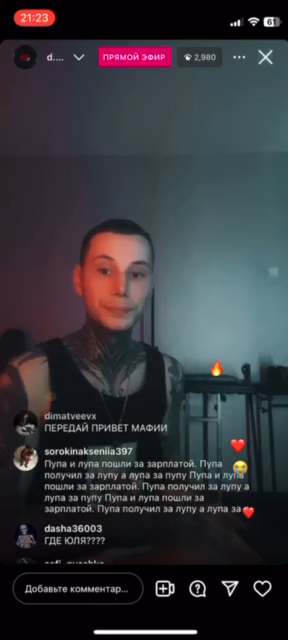 21:23
61
d....
ПРЯМОЙ ЭФИР
2,980
dimatveevx
ПЕРЕДАЙ ПРИВЕТ МАФИИ
sorokinakseniia397
Пупа и лупа пошли за зарплатой. Пупа
получил за лупу а лупа за пупу Пупа и лупа
пошли за зарплатой. Пупа получил за лупу а
лупа за пупу Пупа и лупа пошли за
зарплатой. Пупа получил за лупу а лупа за
dasha36003
ГДЕ ЮЛЯ????
Добавьте комментар...